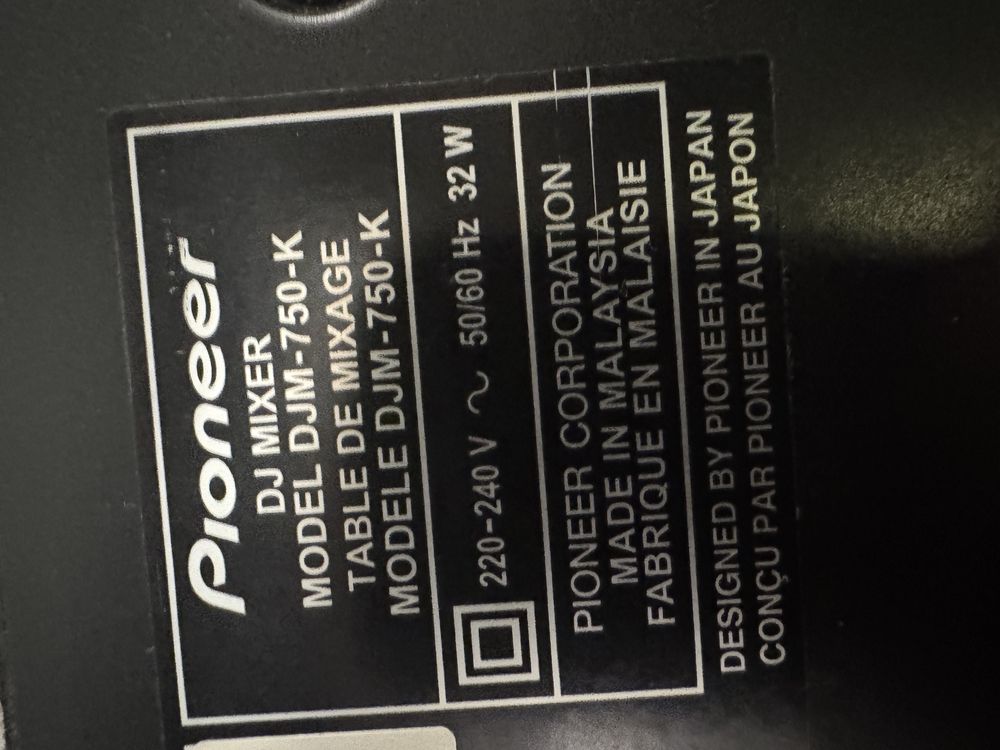 Pioneer
DJ MIXER
MODEL DJM-750-K
TABLE DE MIXAGE
MODELE DJM-750-K
220-240 V ~ 50/60 Hz 32 W
PIONEER CORPORATION
MADE IN MALAYSIA
FABRIQUE EN MALAISIE
DESIGNED BY PIONEER IN JAPAN
CONÇU PAR PIONEER AU JAPON